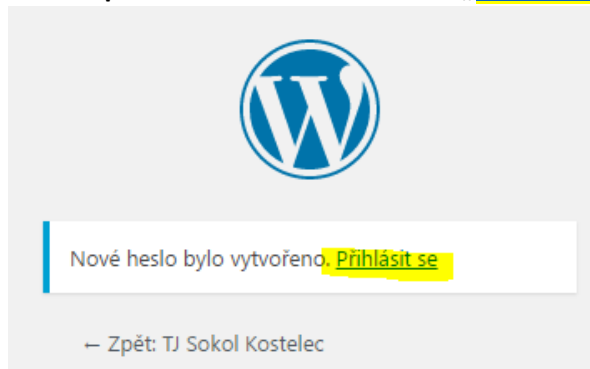 Nové heslo bylo vytvořeno. Přihlásit se
← Zpět: TJ Sokol Kostelec